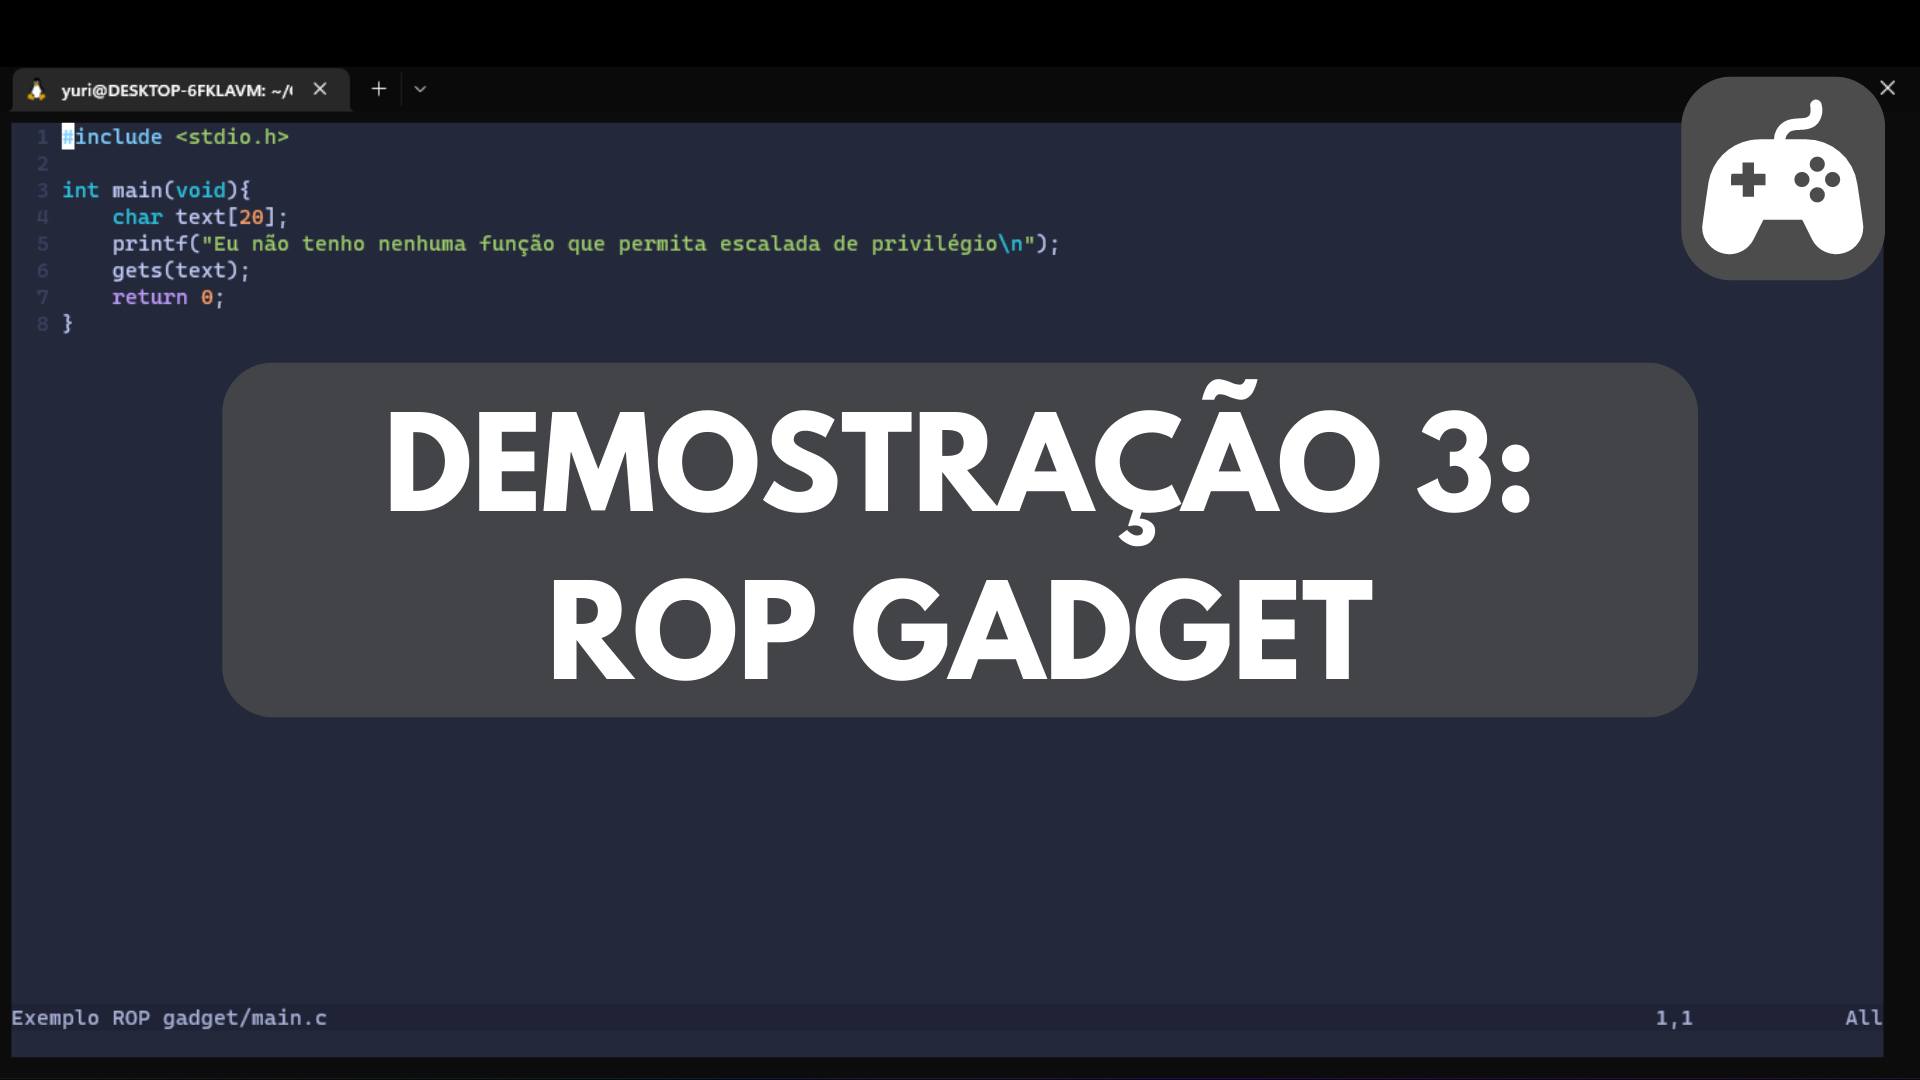 yuri@DESKTOP-6FKLAVM: ~/
1 #include <stdio.h>
2
3 int main(void){
4     char text[20];
5     printf("Eu não tenho nenhuma função que permita escalada de privilégio\n");
6     gets(text);
7     return 0;
8 }
DEMOSTRAÇÃO 3:
ROP GADGET
Exemplo ROP gadget/main.c 1,1 All